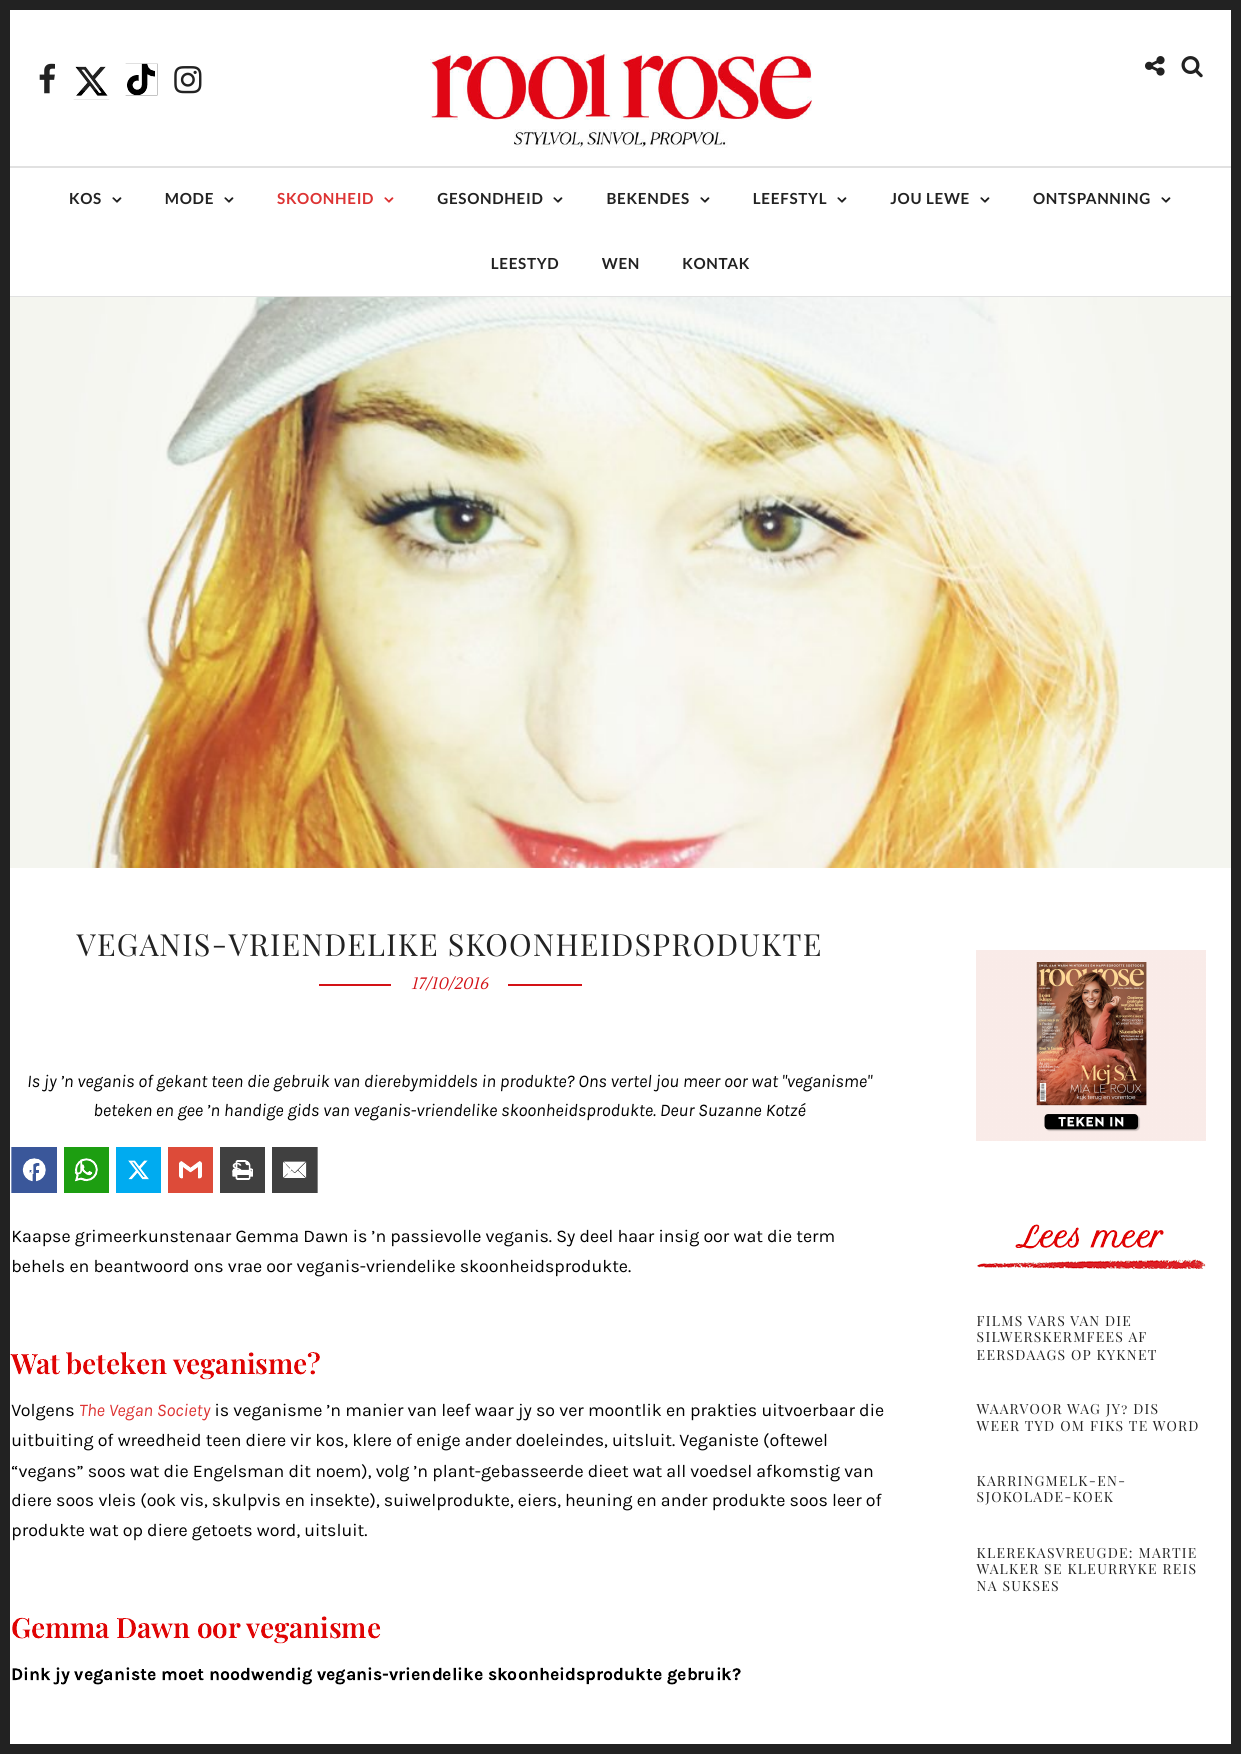 rooi rose
STYLVOL, SINVOL, PROPVOL.
KOS
MODE
SKOONHEID
GESONDHEID
BEKENDES
LEEFSTYL
JOU LEWE
ONTSPANNING
LEESTYD
WEN
KONTAK
VEGANIS-VRIENDELIKE SKOONHEIDSPRODUKTE
17/10/2016
Is jy ’n veganis of gekant teen die gebruik van dierebymiddels in produkte? Ons vertel jou meer oor wat "veganisme"
beteken en gee ’n handige gids van veganis-vriendelike skoonheidsprodukte. Deur Suzanne Kotzé
Kaapse grimeerkunstenaar Gemma Dawn is ’n passievolle veganis. Sy deel haar insig oor wat die term
behels en beantwoord ons vrae oor veganis-vriendelike skoonheidsprodukte.
Wat beteken veganisme?
Volgens The Vegan Society is veganisme ’n manier van leef waar jy so ver moontlik en prakties uitvoerbaar die
uitbuiting of wreedheid teen diere vir kos, klere of enige ander doeleindes, uitsluit. Veganiste (oftewel
“vegans” soos wat die Engelsman dit noem), volg ’n plant-gebasseerde dieet wat all voedsel afkomstig van
diere soos vleis (ook vis, skulpvis en insekte), suiwelprodukte, eiers, heuning en ander produkte soos leer of
produkte wat op diere getoets word, uitsluit.
Gemma Dawn oor veganisme
Dink jy veganiste moet noodwendig veganis-vriendelike skoonheidsprodukte gebruik?
rooi rose
Mej SA
MIA LE ROUX
TEKEN IN
Lees meer
FILMS VARS VAN DIE
SILWERSKERMFEES AF
EERSDAAGS OP KYKNET
WAARVOOR WAG JY? DIS
WEER TYD OM FIKS TE WORD
KARRINGMELK-EN-
SJOKOLADE-KOEK
KLEREKASVREUGDE: MARTIE
WALKER SE KLEURRYKE REIS
NA SUKSES